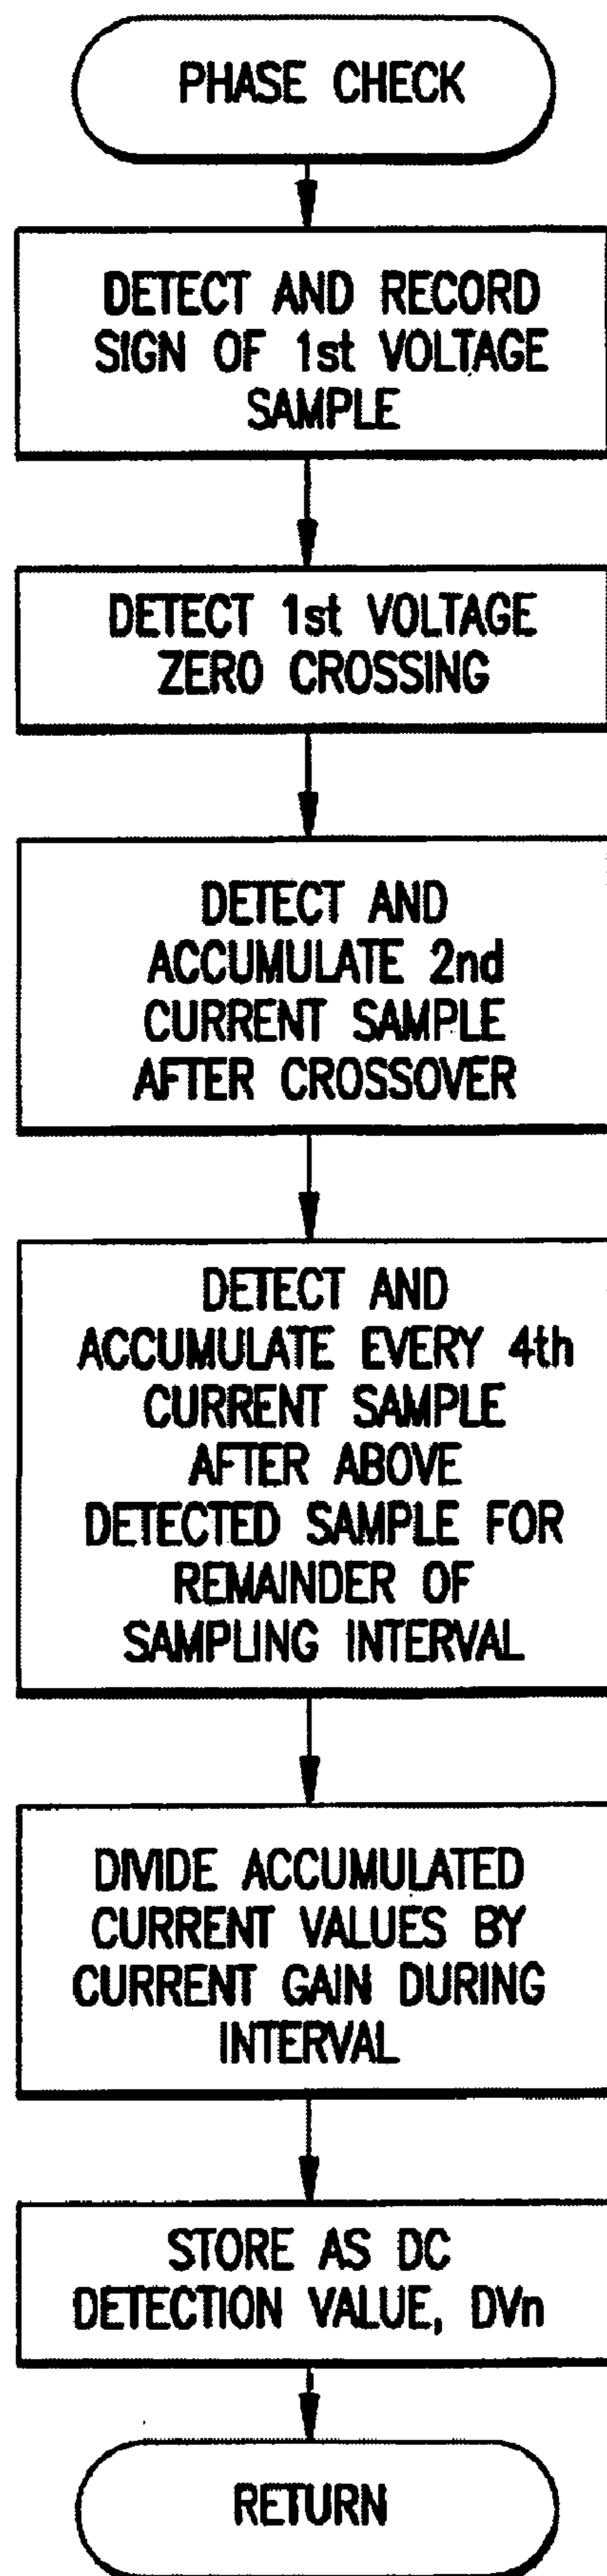 PHASE CHECK
DETECT AND RECORD
SIGN OF 1st VOLTAGE
SAMPLE
DETECT 1st VOLTAGE
ZERO CROSSING
DETECT AND
ACCUMULATE 2nd
CURRENT SAMPLE
AFTER CROSSOVER
DETECT AND
ACCUMULATE EVERY 4th
CURRENT SAMPLE
AFTER ABOVE
DETECTED SAMPLE FOR
REMAINDER OF
SAMPLING INTERVAL
DIVIDE ACCUMULATED
CURRENT VALUES BY
CURRENT GAIN DURING
INTERVAL
STORE AS DC
DETECTION VALUE, DVn
RETURN